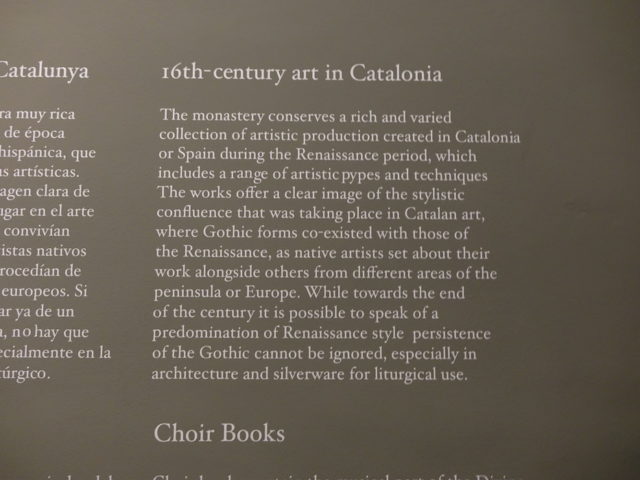 Catalunya
ra muy rica
de época
hispánica, que
as artísticas.
agen clara de
ugar en el arte
convivían
istas nativos
rocedían de
europeos. Si
ar ya de un
a, no hay que
ecialmente en la
túrgico.
16th-century art in Catalonia
The monastery conserves a rich and varied
collection of artistic production created in Catalonia
or Spain during the Renaissance period, which
includes a range of artistic pypes and techniques
The works offer a clear image of the stylistic
confluence that was taking place in Catalan art,
where Gothic forms co-existed with those of
the Renaissance, as native artists set about their
work alongside others from different areas of the
peninsula or Europe. While towards the end
of the century it is possible to speak of a
predomination of Renaissance style persistence
of the Gothic cannot be ignored, especially in
architecture and silverware for liturgical use.
Choir Books